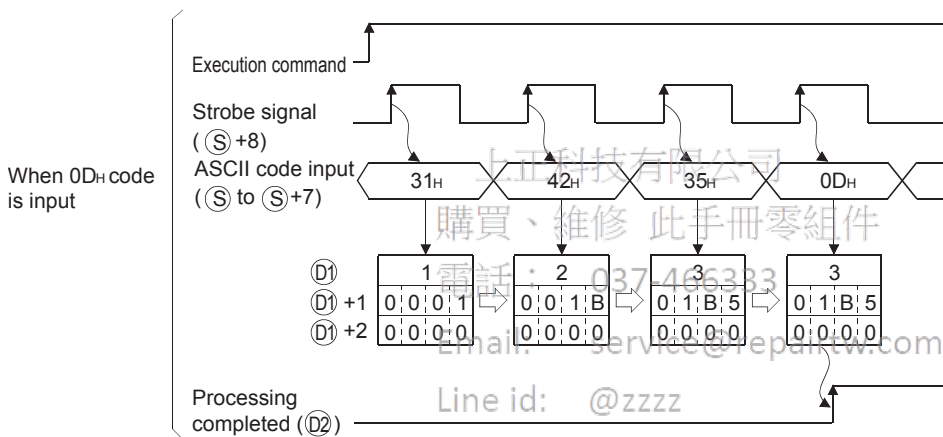 When 0DH code
is input
Execution command
Strobe signal
( Ⓢ +8)
ASCII code input
( Ⓢ to Ⓢ+7)
31H 42H 35H 0DH
上正科技有限公司
購買、維修 此手冊零組件
電話： 037-466333
Email: service@repairtw.com
Line id: @zzzz
D1 1 2 3 3
D1 +1 0 0 0 1 0 0 1 B 0 1 B 5 0 1 B 5
D1 +2 0 0 0 0 0 0 0 0 0 0 0 0 0 0 0 0
Processing
completed (D2)